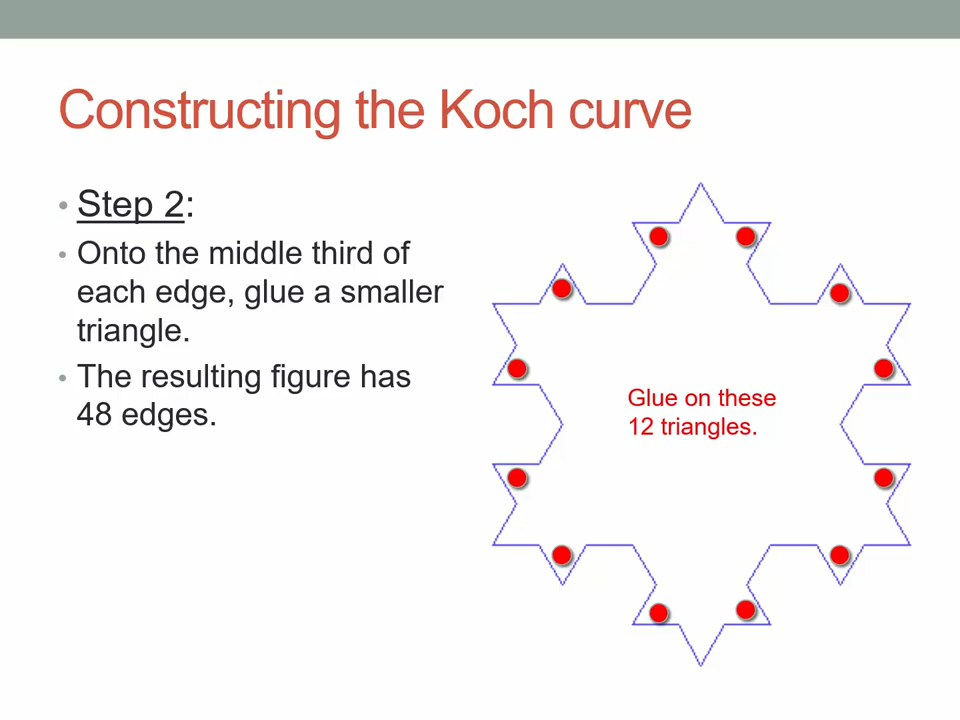 Constructing the Koch curve
• Step 2:
• Onto the middle third of
each edge, glue a smaller
triangle.
• The resulting figure has
48 edges.
Glue on these
12 triangles.